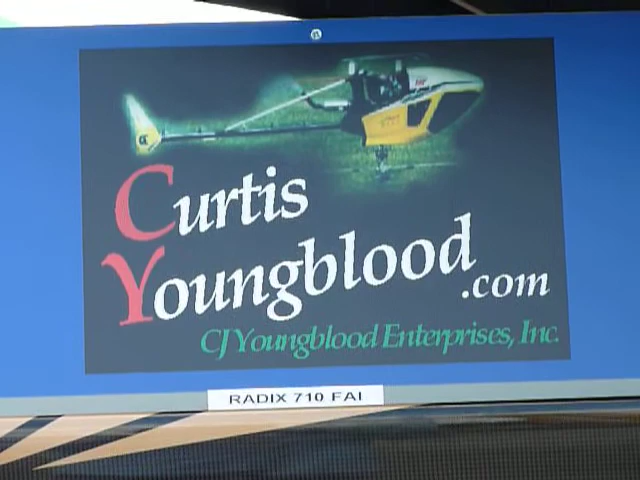 Curtis
Youngblood
.com
CJ Youngblood Enterprises, Inc.
RADIX 710 FAI